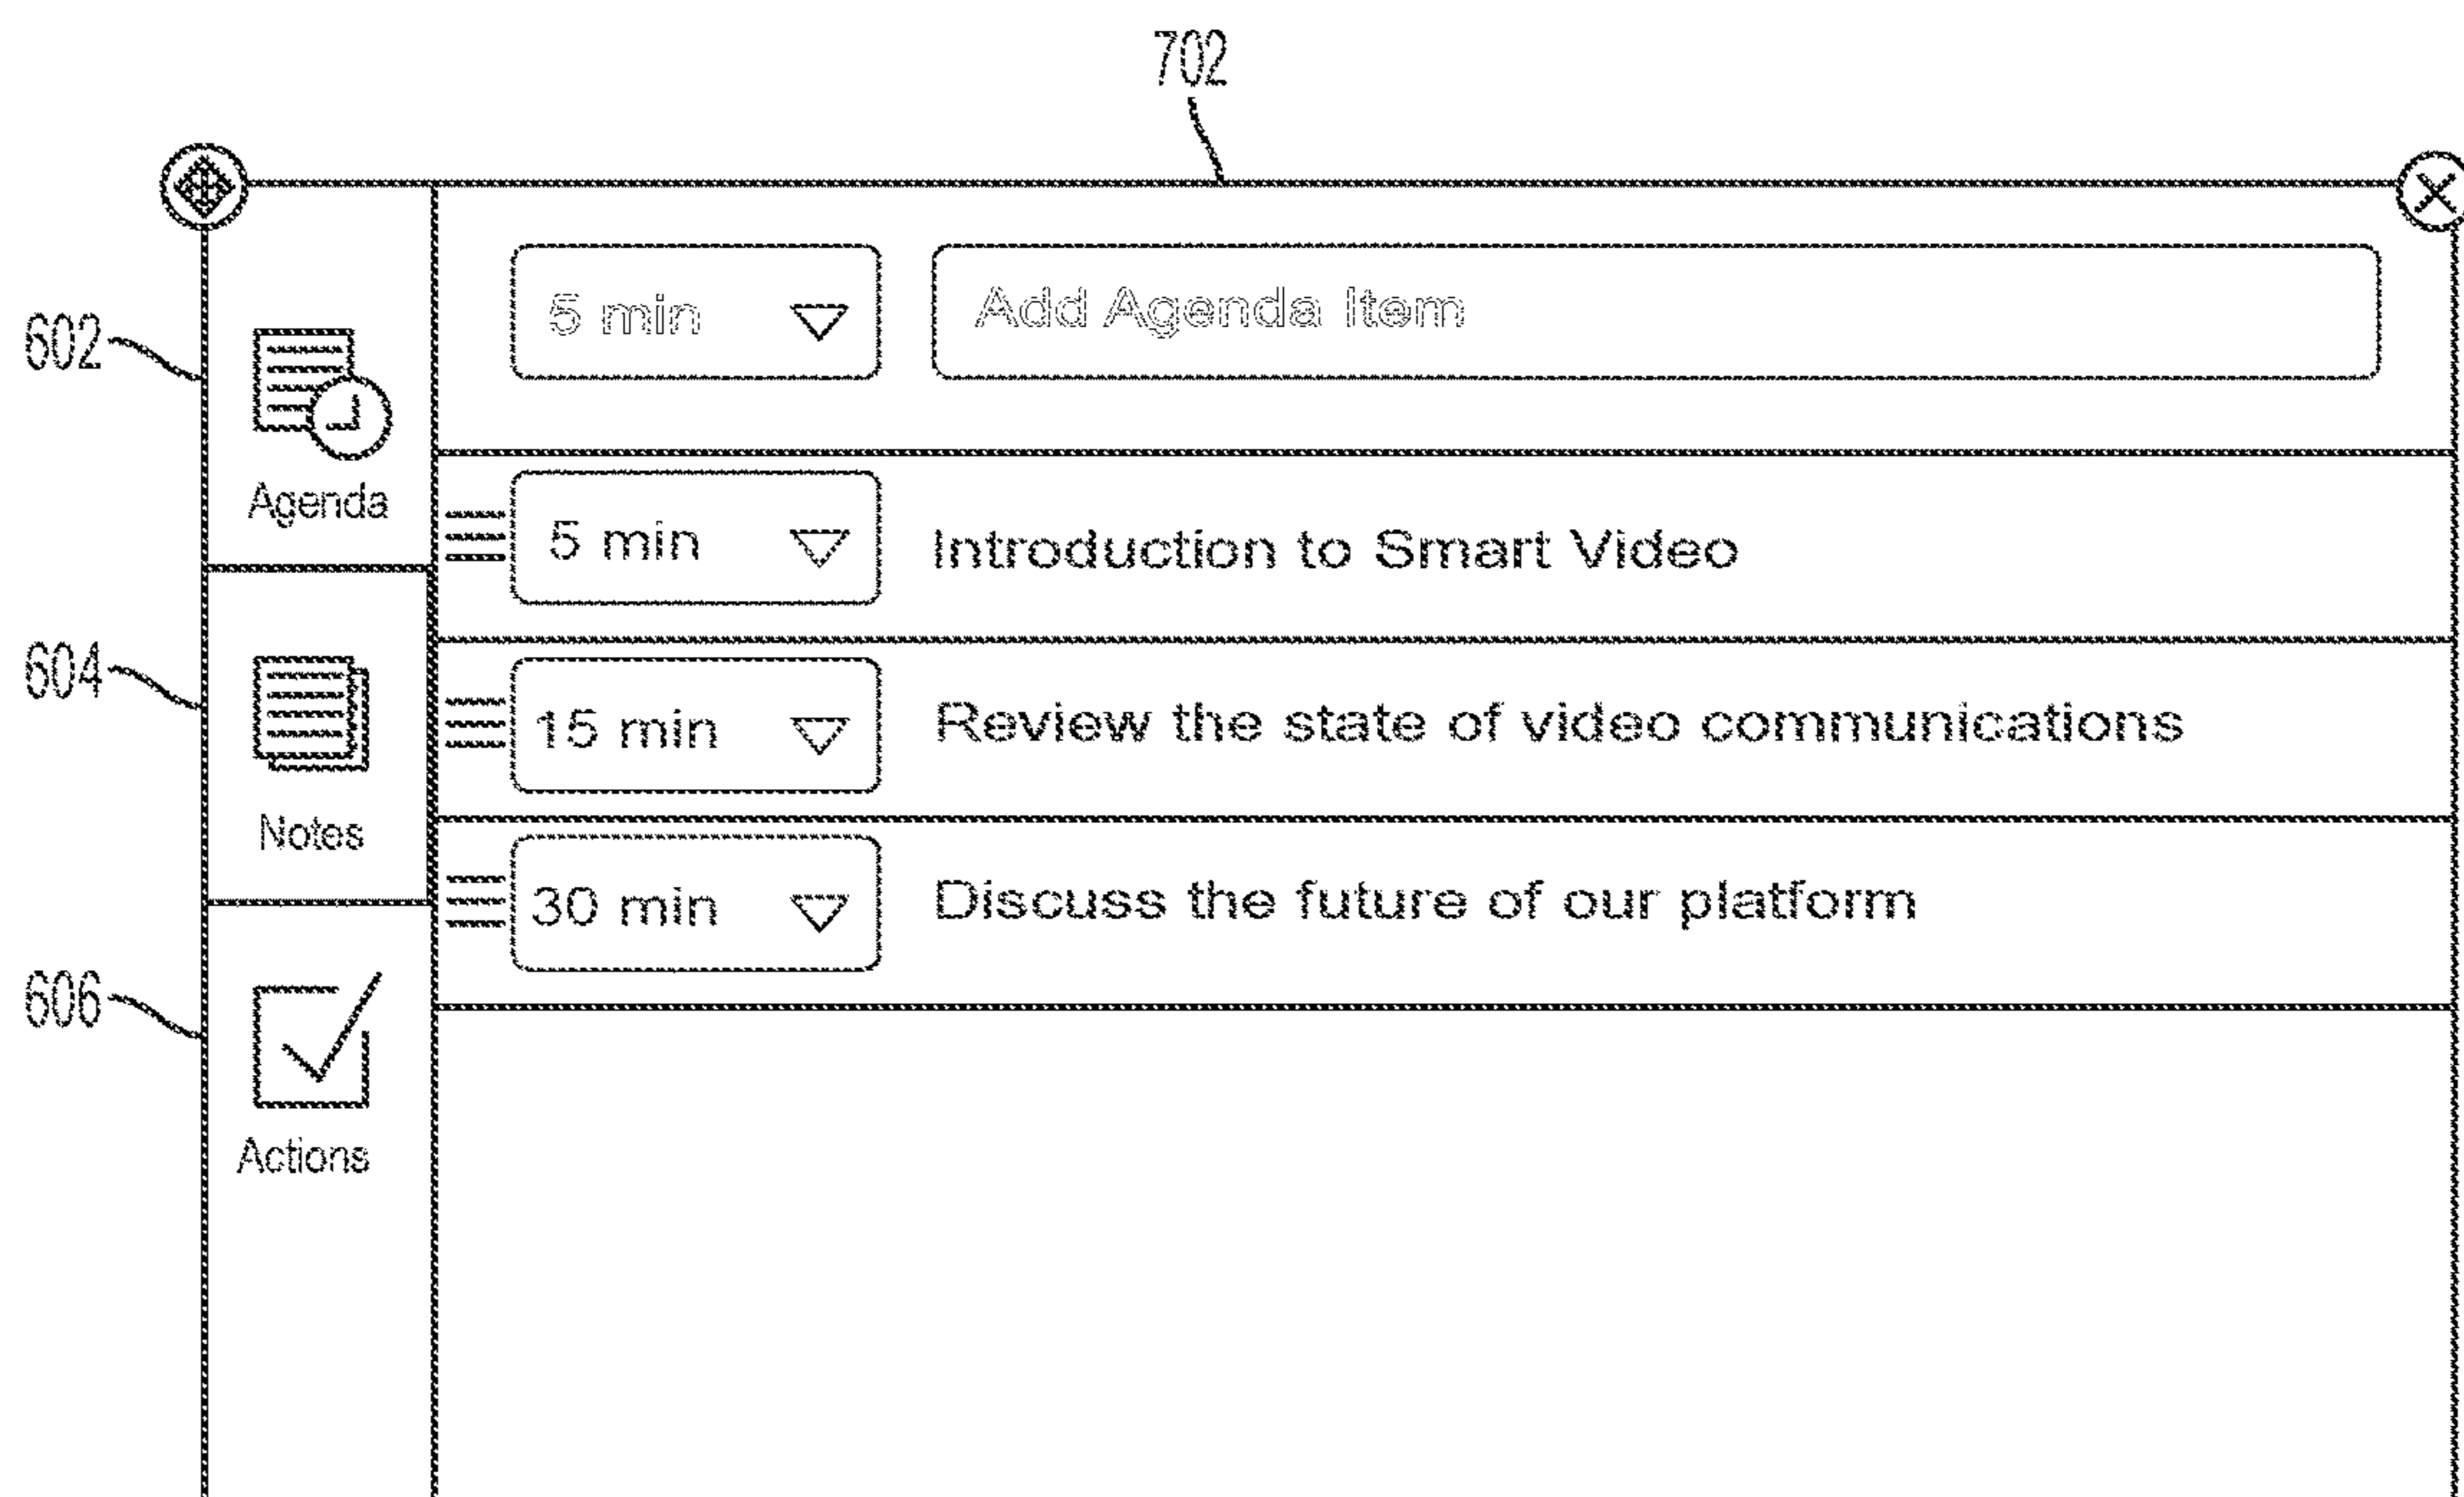 702
602
5 min Add Agenda Item
Agenda
5 min Introduction to Smart Video
604
15 min Review the state of video communications
Notes
30 min Discuss the future of our platform
606
Actions